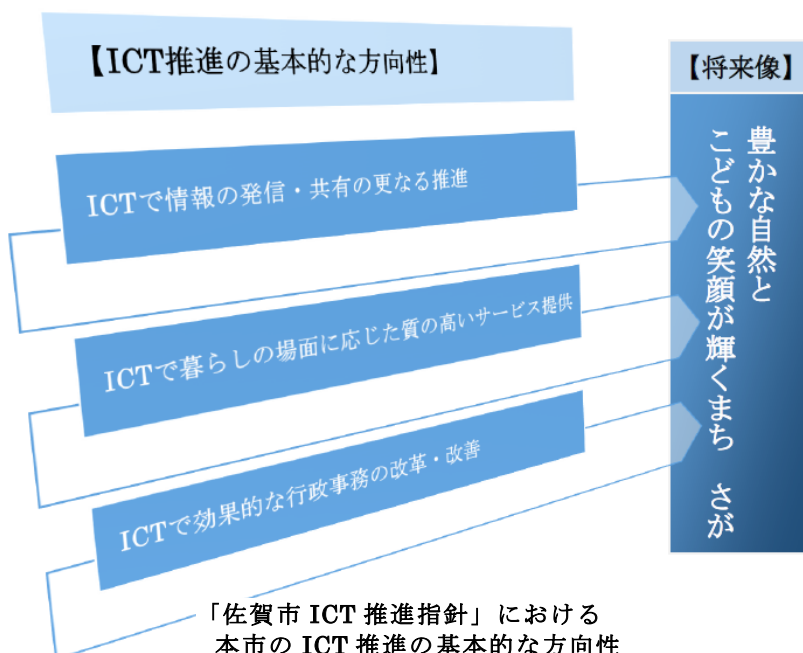 【ICT推進の基本的な方向性】
ICTで情報の発信・共有の更なる推進
ICTで暮らしの場面に応じた質の高いサービス提供
ICTで効果的な行政事務の改革・改善
【将来像】
豊かな自然と
こどもの笑顔が輝くまち　さが
「佐賀市 ICT 推進指針」における
本市の ICT 推進の基本的な方向性